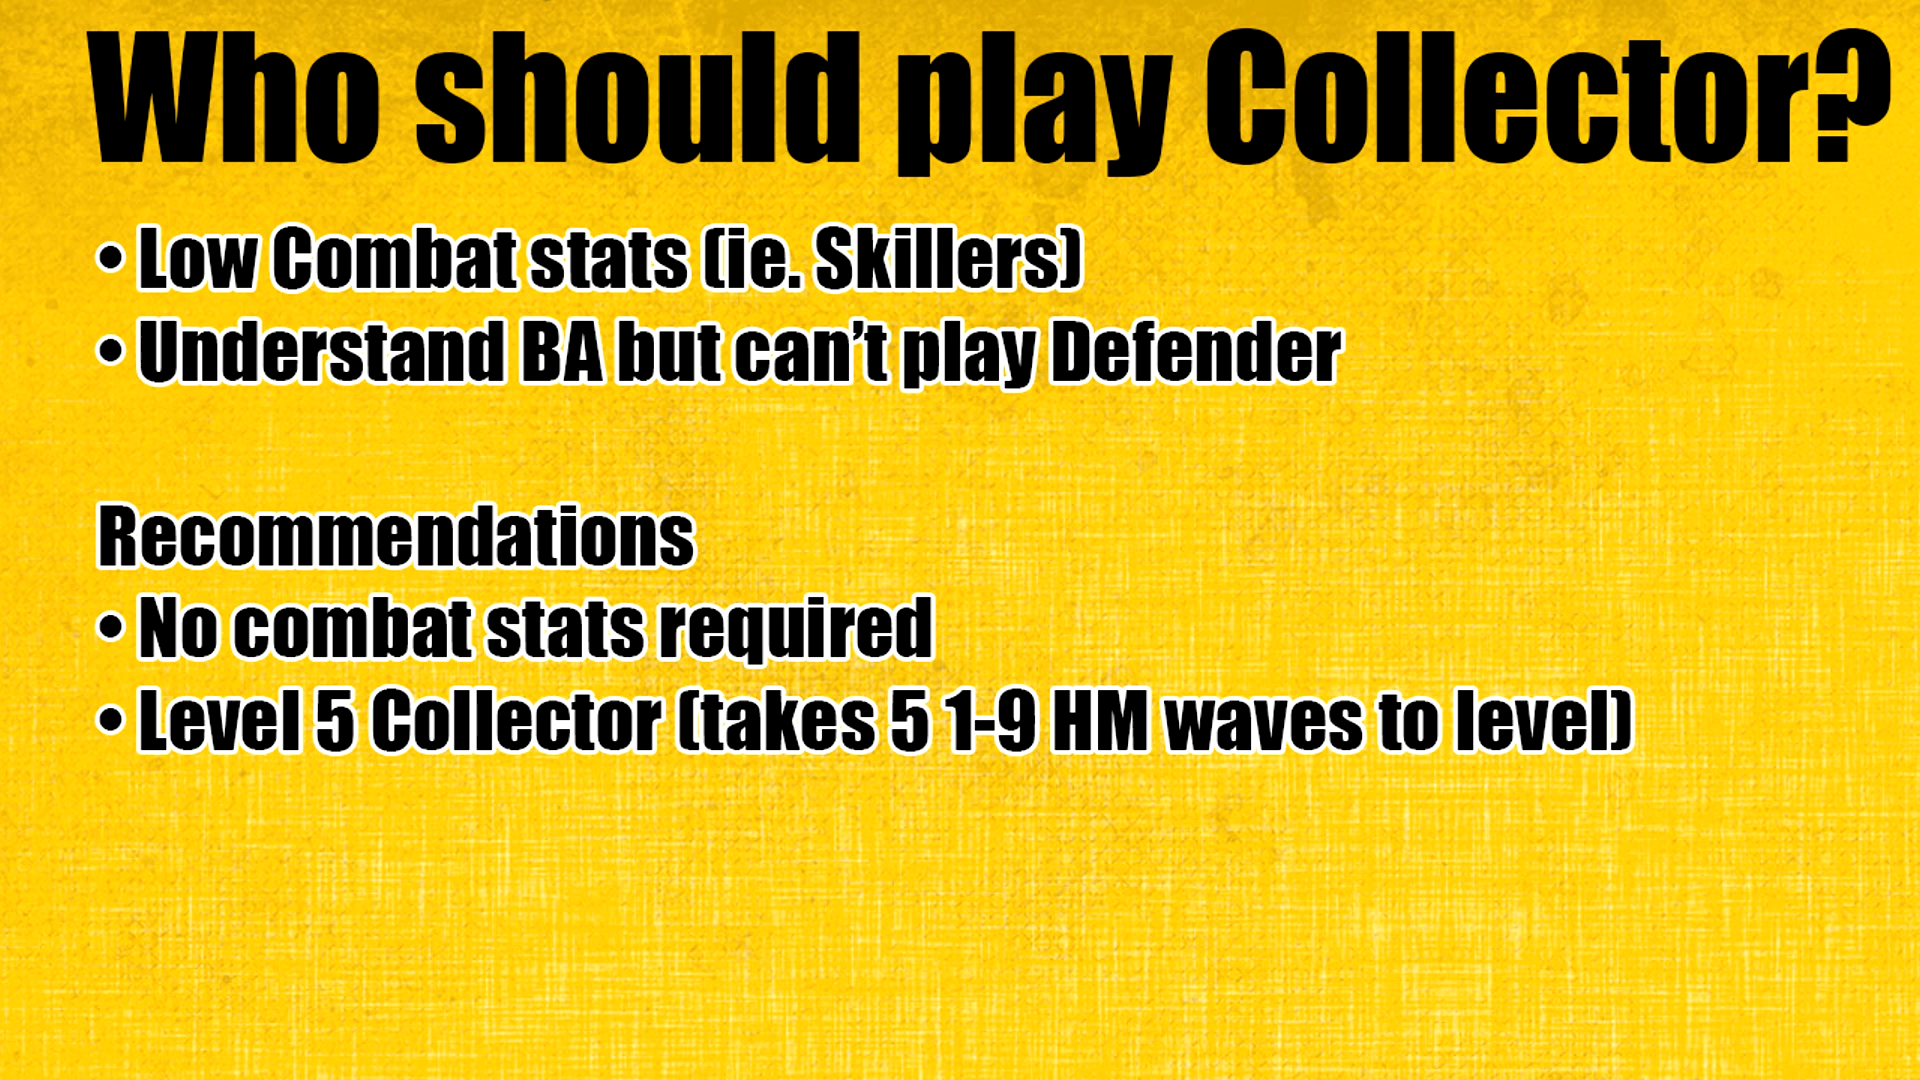 Who should play Collector?
• Low Combat stats (ie. Skillers)
• Understand BA but can’t play Defender
Recommendations
• No combat stats required
• Level 5 Collector (takes 5 1-9 HM waves to level)